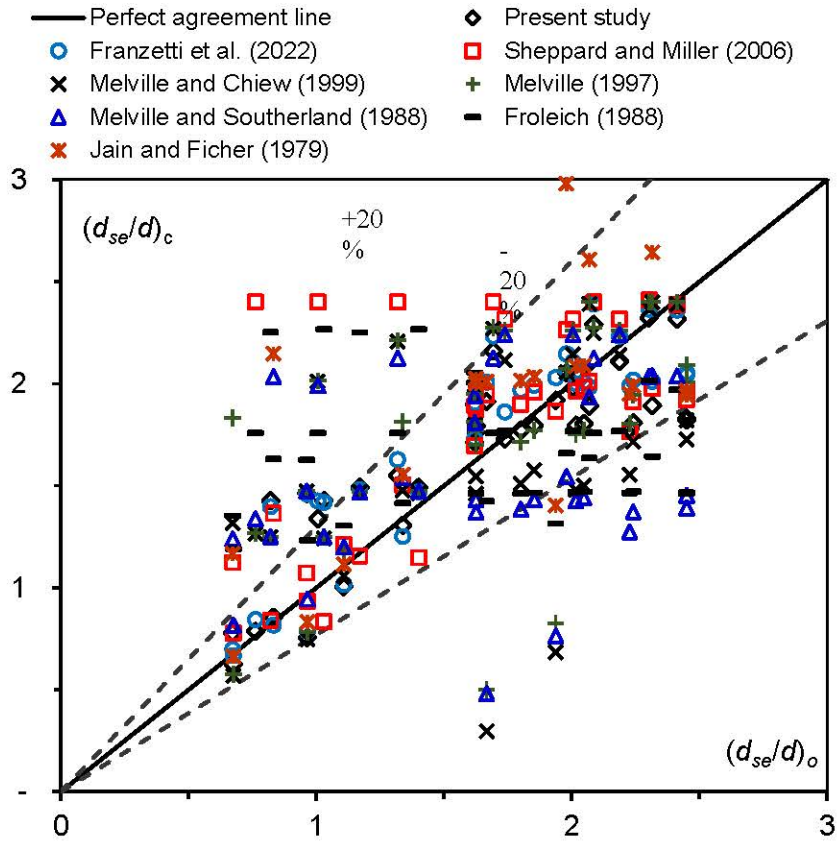 Perfect agreement line
Present study
Franzetti et al. (2022)
Sheppard and Miller (2006)
Melville and Chiew (1999)
Melville (1997)
Melville and Southerland (1988)
Froleich (1988)
Jain and Ficher (1979)
3
(dse/d)c
+20
%
-
20
%
2
1
(dse/d)o
-
0
1
2
3